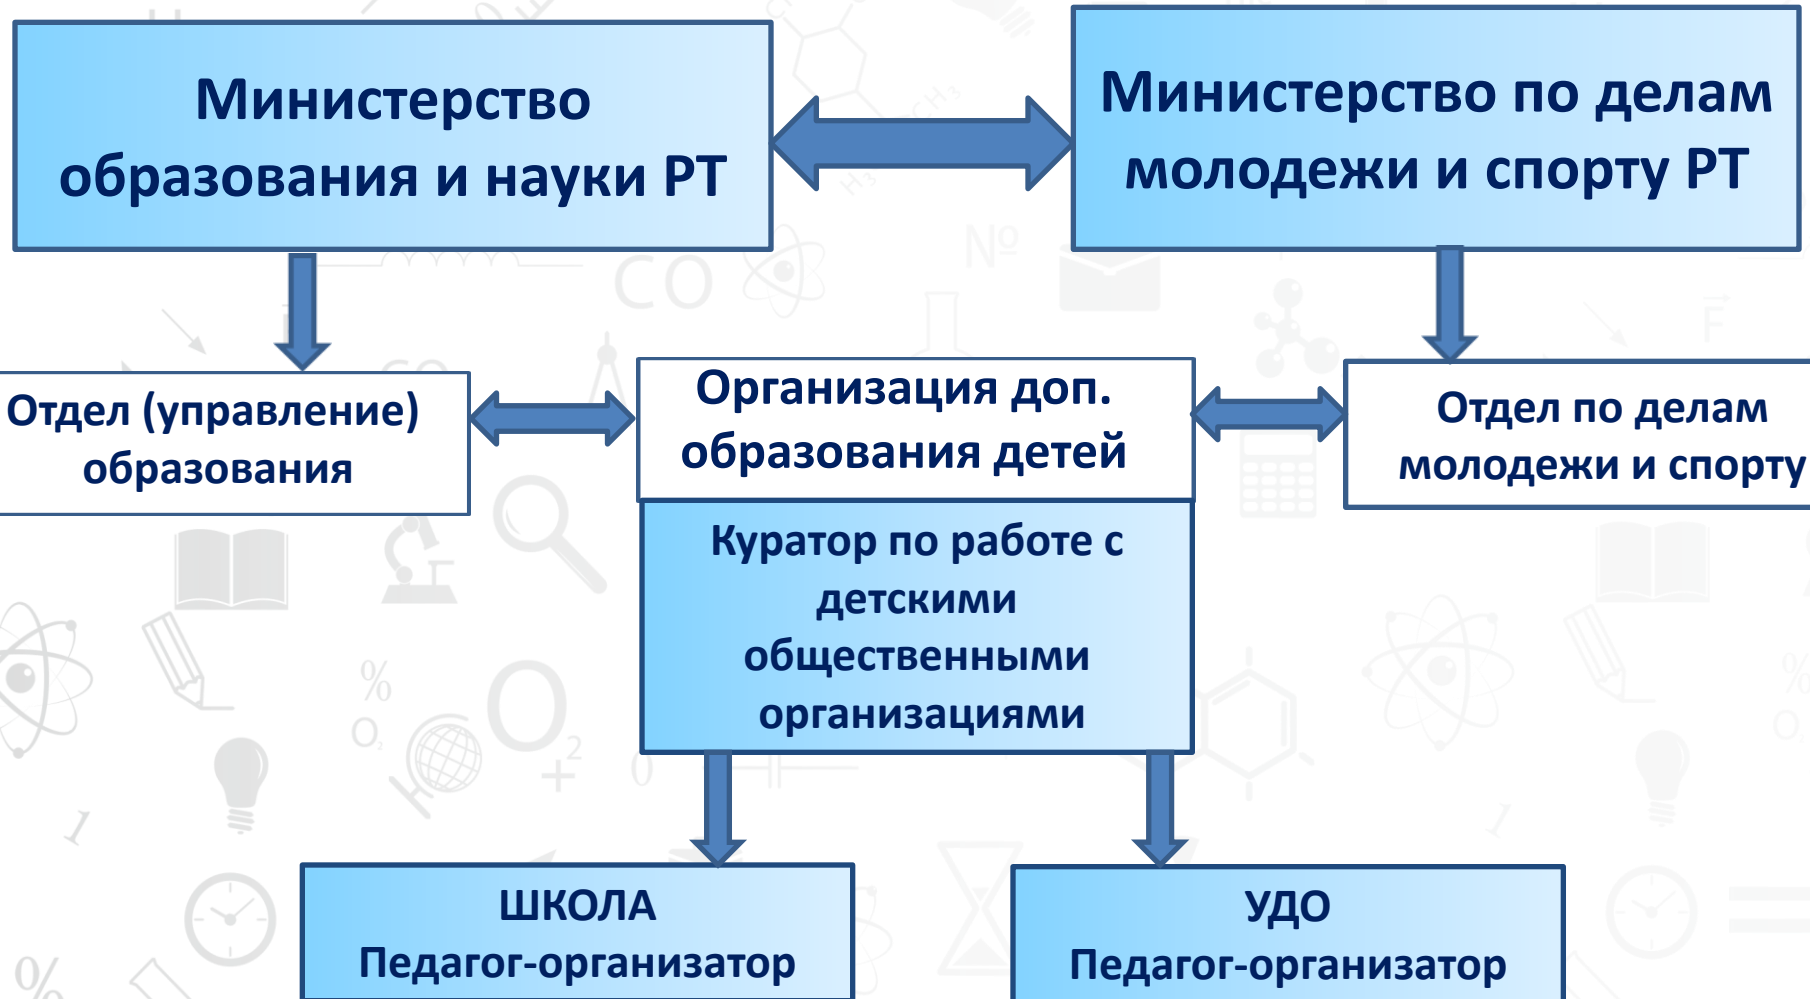 Министерство
образования и науки РТ
Министерство по делам
молодежи и спорту РТ
Отдел (управление)
образования
Организация доп.
образования детей
Отдел по делам
молодежи и спорту
Куратор по работе с
детскими
общественными
организациями
ШКОЛА
Педагог-организатор
УДО
Педагог-организатор